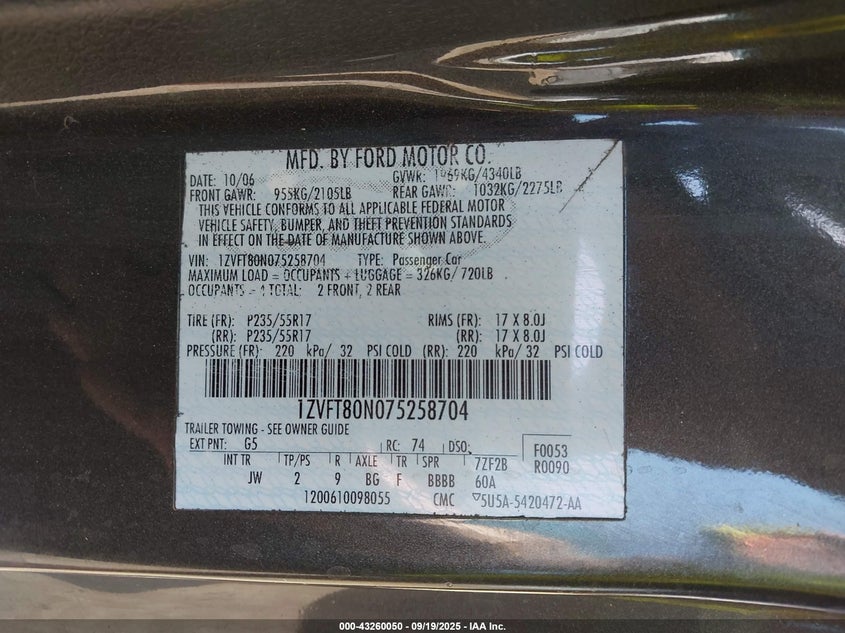 MFD. BY FORD MOTOR CO.
DATE: 10/06 GVWR: 1969KG/4340LB
FRONT GAWR: 955KG/2105LB REAR GAWR: 1032KG/2275LB
THIS VEHICLE CONFORMS TO ALL APPLICABLE FEDERAL MOTOR
VEHICLE SAFETY, BUMPER, AND THEFT PREVENTION STANDARDS
IN EFFECT ON THE DATE OF MANUFACTURE SHOWN ABOVE.
VIN: 1ZVFT80N075258704 TYPE: Passenger Car
MAXIMUM LOAD = OCCUPANTS + LUGGAGE = 326KG/ 720LB
OCCUPANTS = 4 TOTAL: 2 FRONT, 2 REAR
TIRE (FR): P235/55R17 RIMS (FR): 17 X 8.0J
(RR): P235/55R17 (RR): 17 X 8.0J
PRESSURE (FR): 220 kPa/ 32 PSI COLD (RR): 220 kPa/ 32 PSI COLD
1ZVFT80N075258704
TRAILER TOWING - SEE OWNER GUIDE
EXT PNT: G5 RC: 74 DSO: F0053
R0090
INT TR TP/PS R AXLE TR SPR 7ZF2B
JW 2 9 BG F BBBB 60A
1200610098055 CMC ▽5U5A-5420472-AA
000-43260050 - 09/19/2025 - IAA Inc.